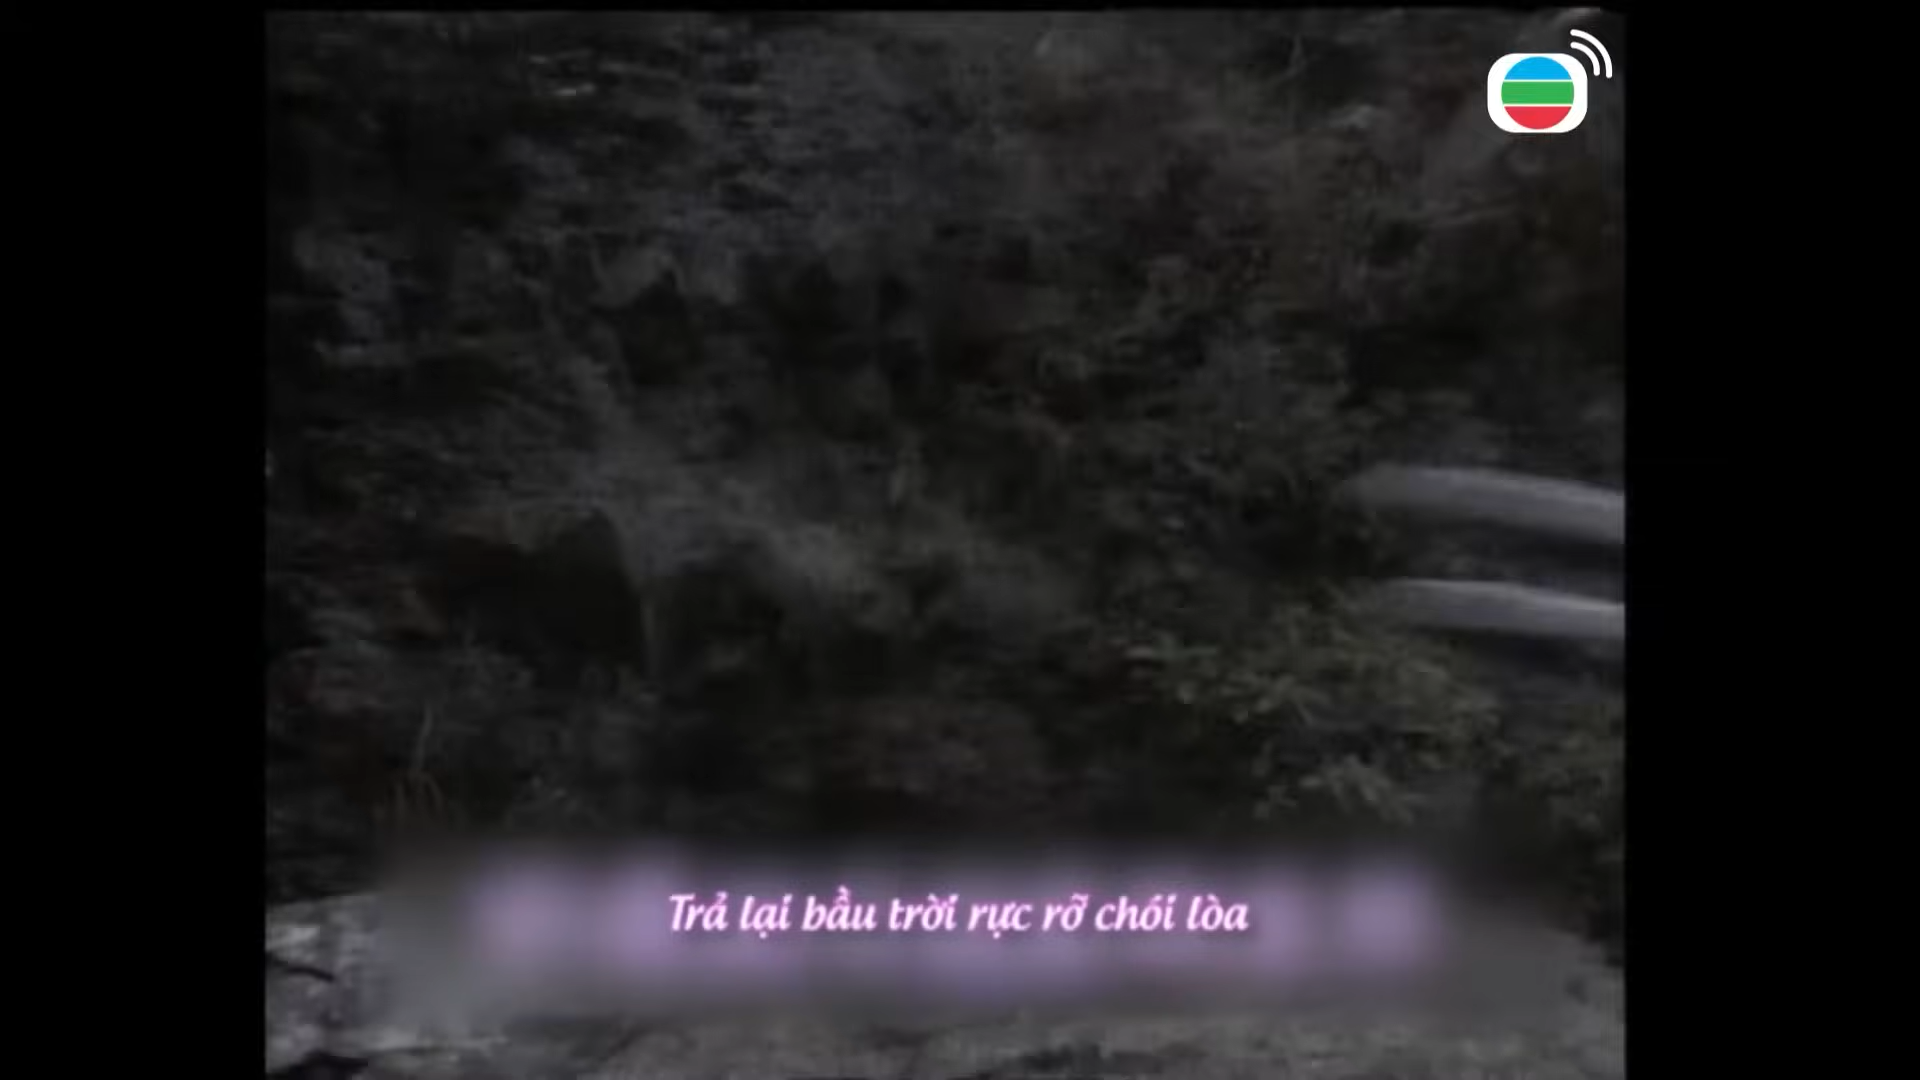 Trả lại bầu trời rực rỡ chói lòa